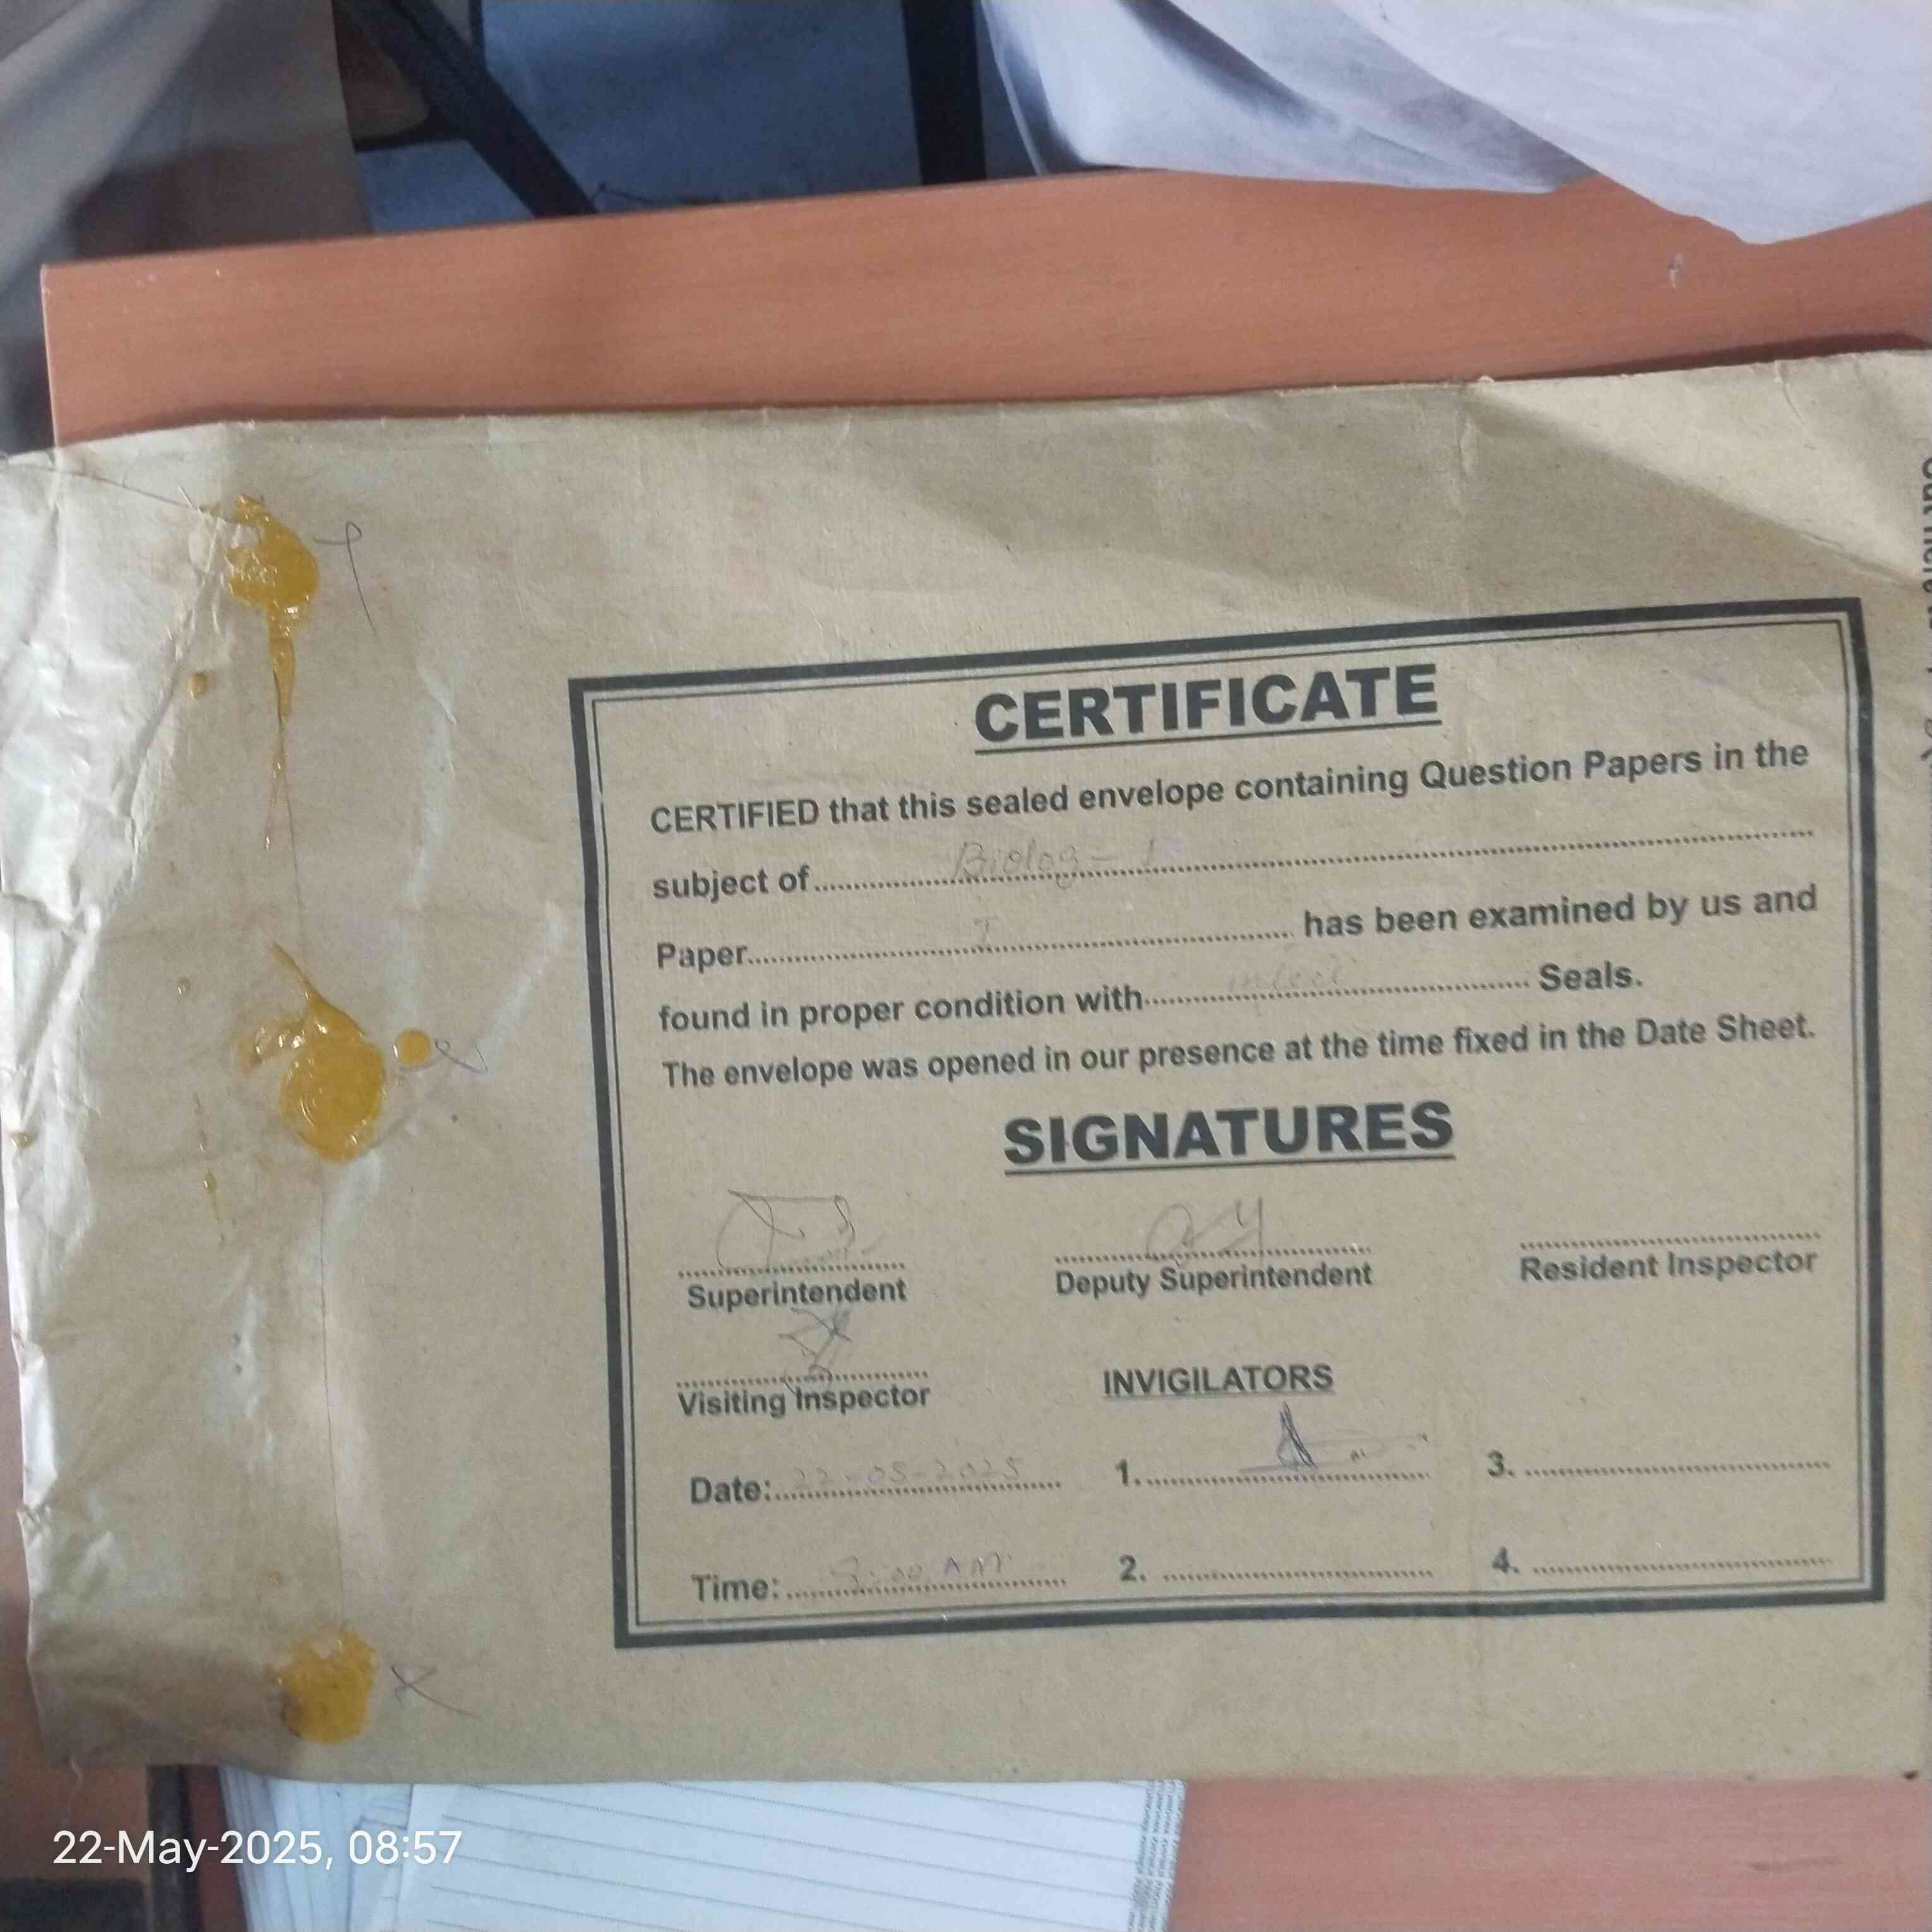 CERTIFICATE
CERTIFIED that this sealed envelope containing Question Papers in the
subject of Biolog - I
Paper I has been examined by us and
found in proper condition with intect Seals.
The envelope was opened in our presence at the time fixed in the Date Sheet.
SIGNATURES
Superintendent Deputy Superintendent Resident Inspector
Visiting Inspector INVIGILATORS
Date: 22-05-2025 1. 3.
Time: 9:00 AM 2. 4.
22-May-2025, 08:57